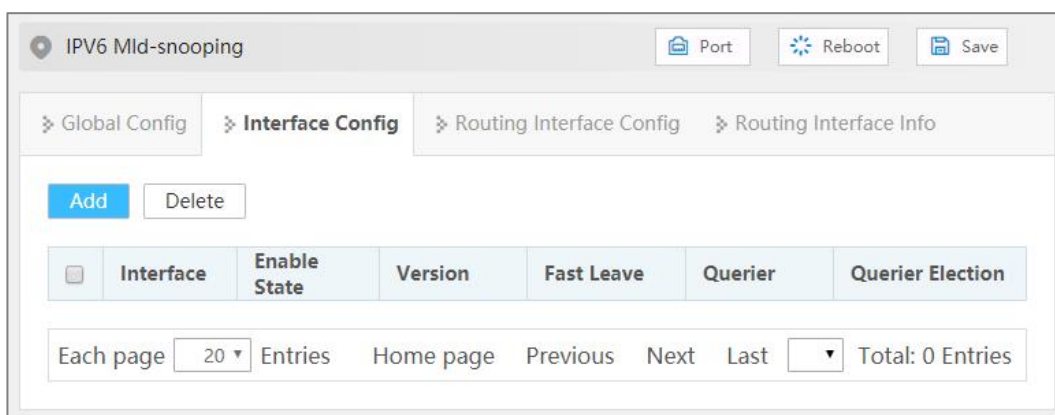 IPV6 Mld-snooping Port Reboot Save
Global Config Interface Config Routing Interface Config Routing Interface Info
Add Delete
Interface Enable State Version Fast Leave Querier Querier Election
Each page 20 Entries Home page Previous Next Last Total: 0 Entries